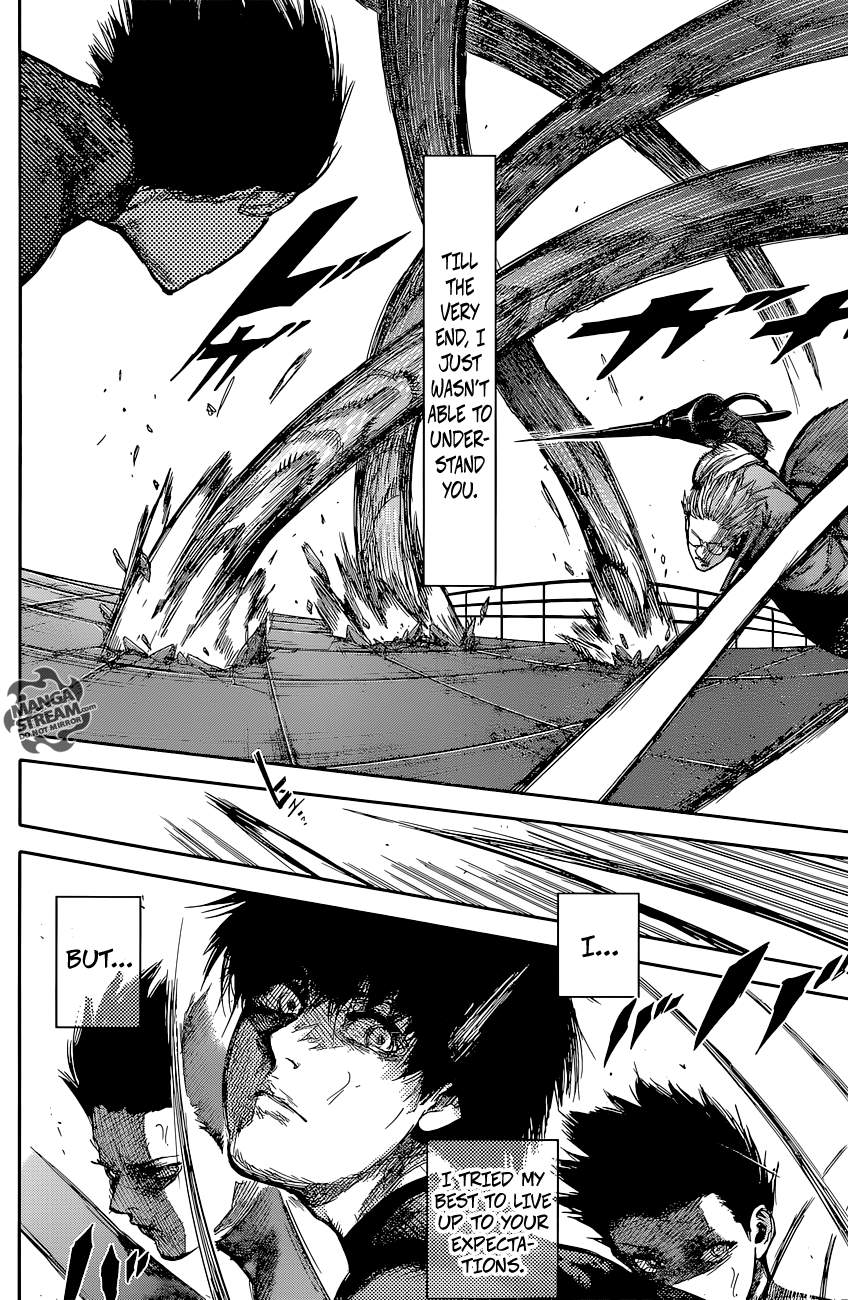 TILL
THE
VERY
END, I
JUST
WASN'T
ABLE TO
UNDER-
STAND
YOU.
MANGA
STREAM.com
DO NOT MIRROR
I...
BUT...
I TRIED MY
BEST TO LIVE
UP TO YOUR
EXPECTA-
TIONS.